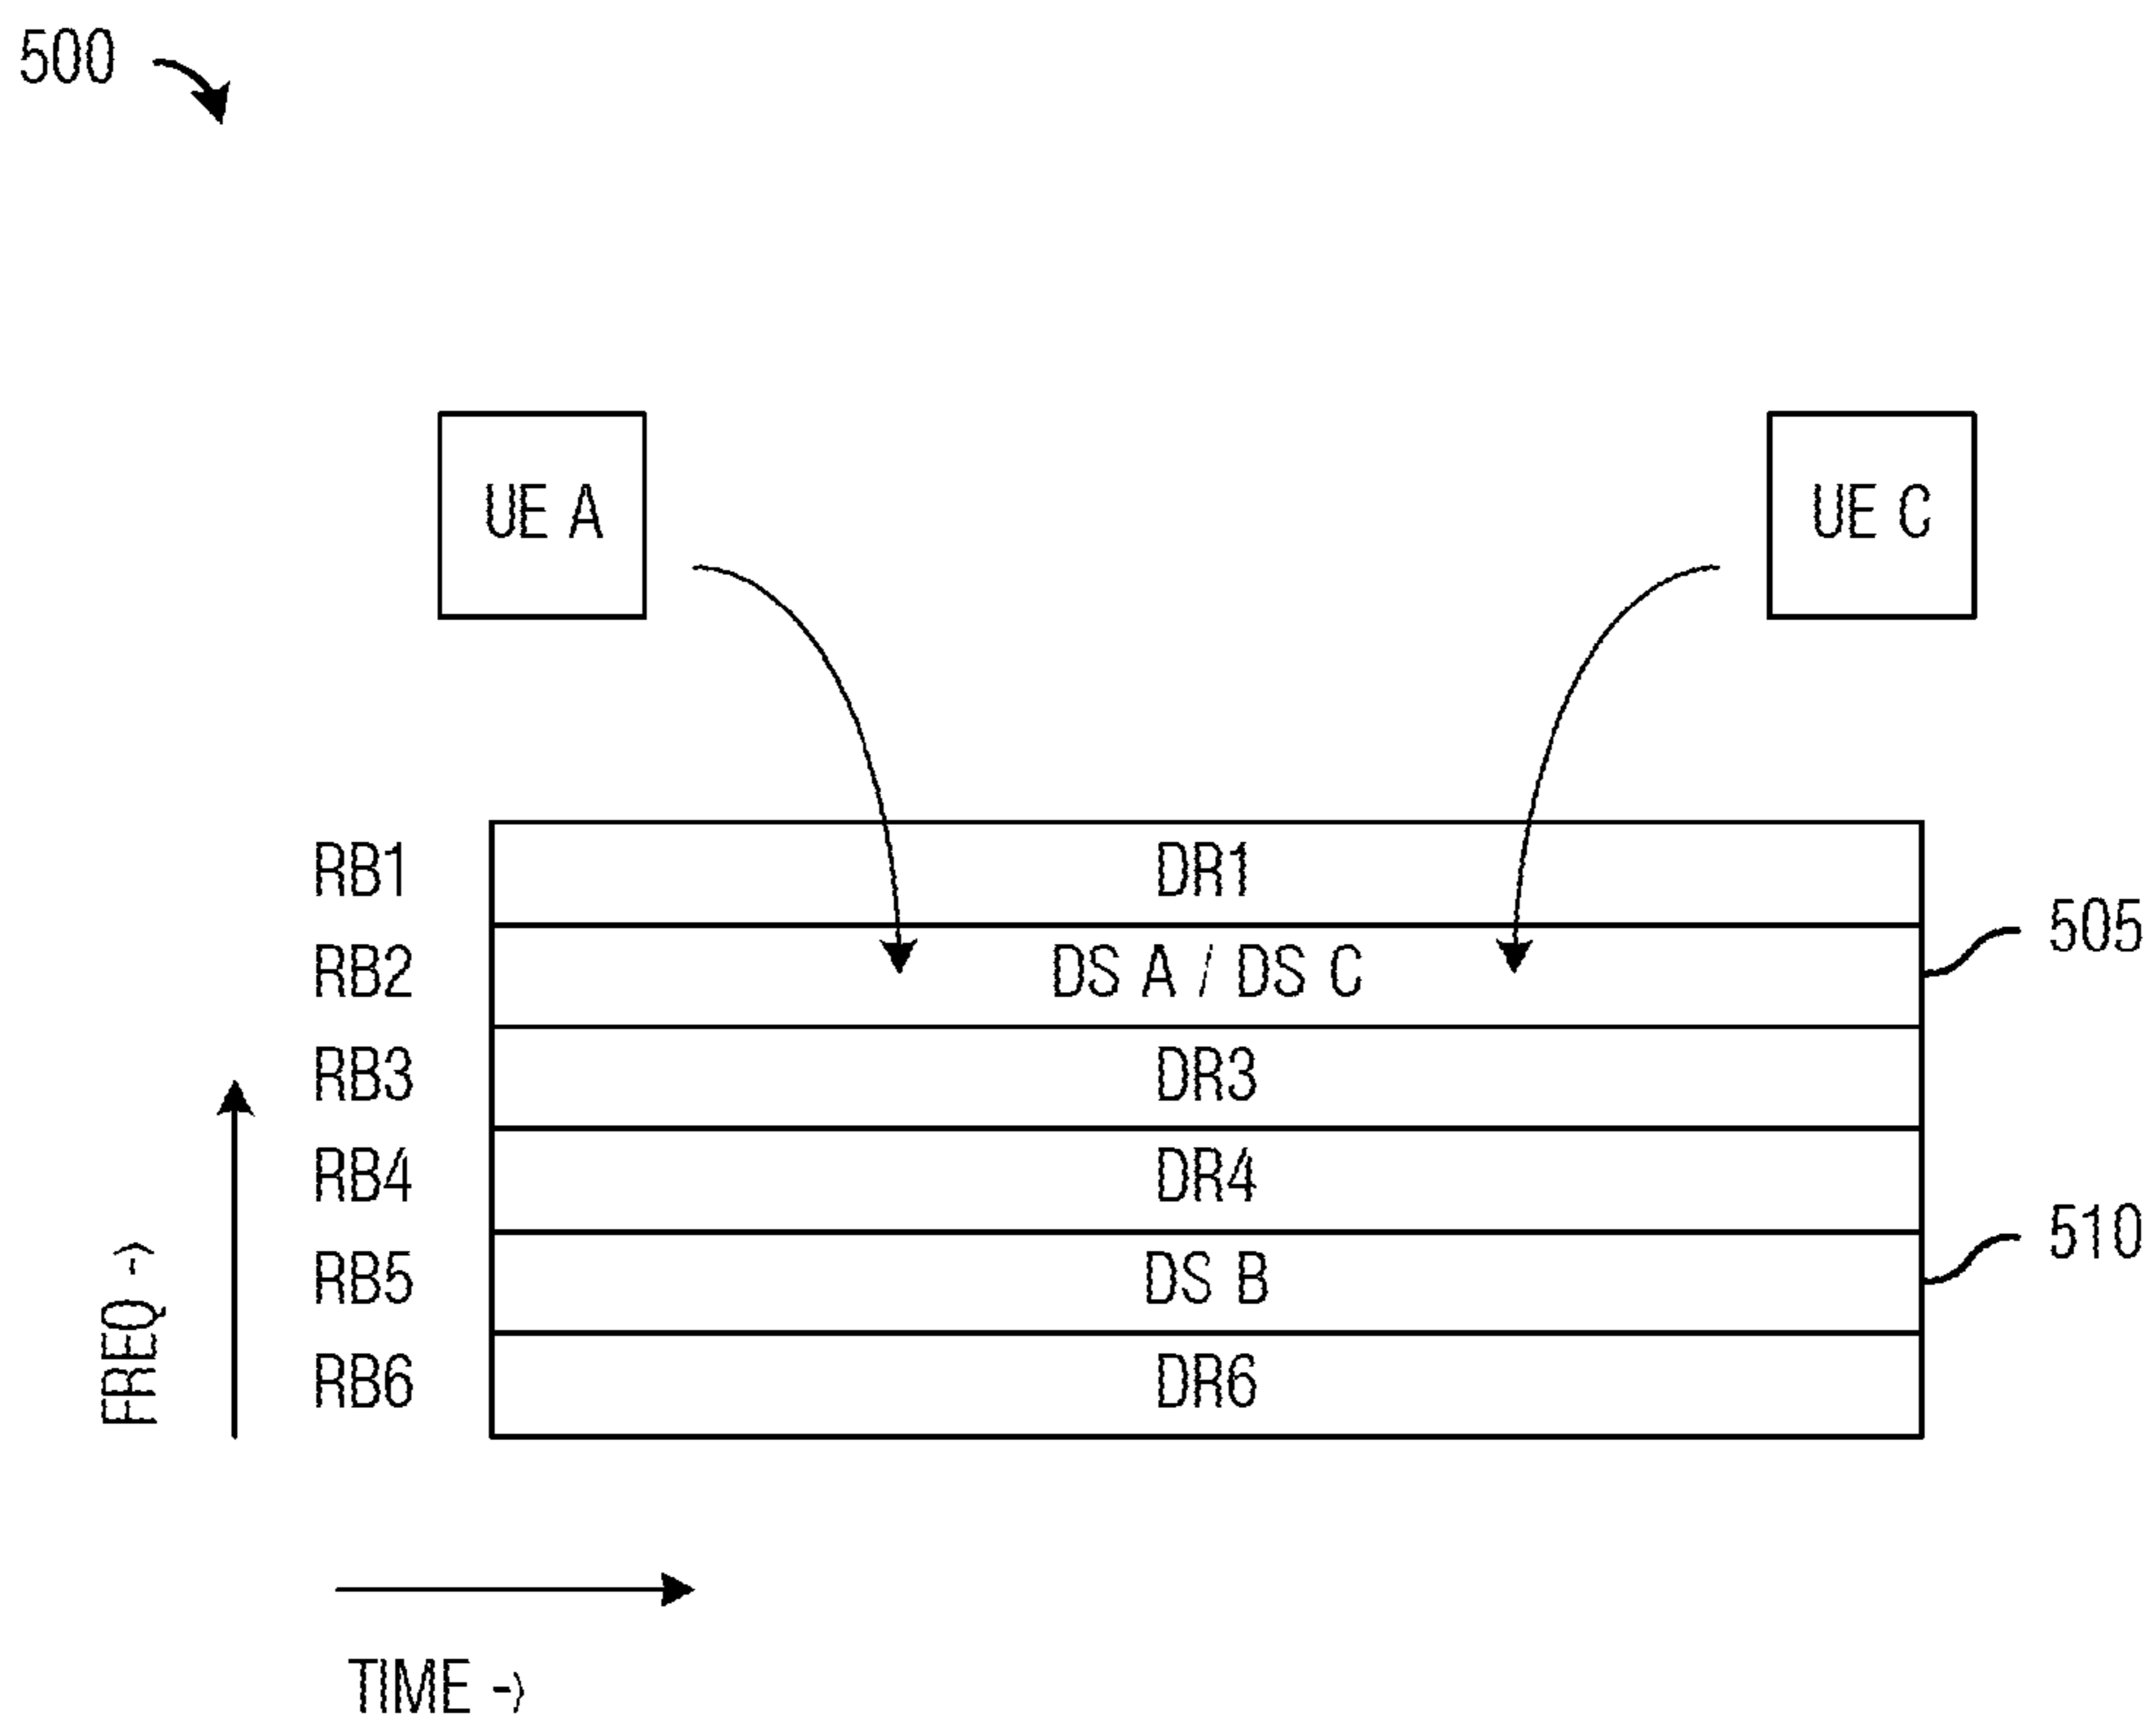 500
UE A
UE C
RB1 DR1
505
RB2 DS A / DS C
RB3 DR3
RB4 DR4
510
RB5 DS B
RB6 DR6
FREQ ->
TIME ->